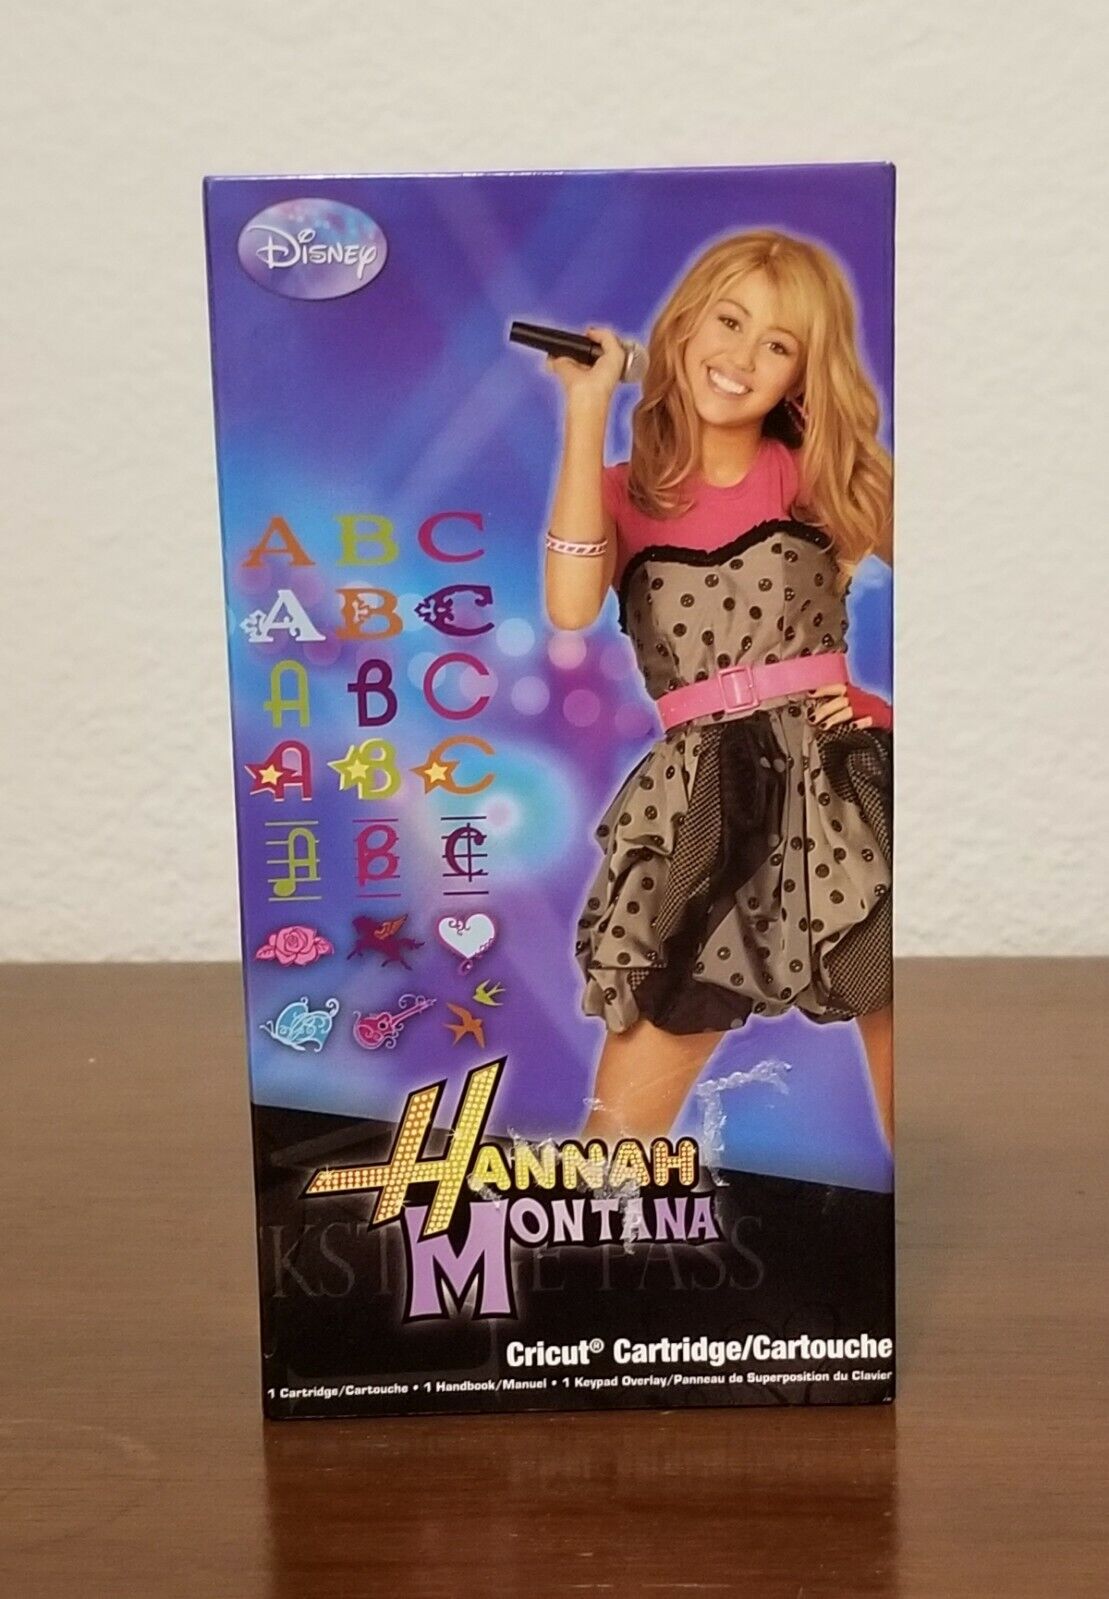 Disney
A B C
A B C
A B C
A B C
A B C
HANNAH
MONTANA
PASS
Cricut® Cartridge/Cartouche
1 Cartridge/Cartouche • 1 Handbook/Manuel • 1 Keypad Overlay/Panneau de Superposition du Clavier